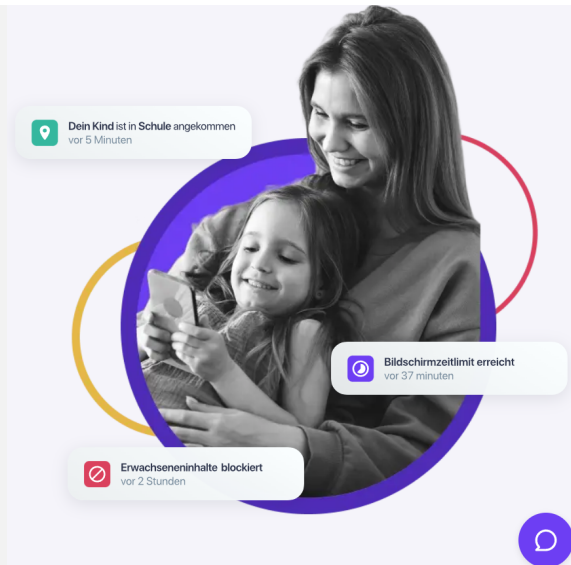 Dein Kind ist in Schule angekommen
vor 5 Minuten
Bildschirmzeitlimit erreicht
vor 37 minuten
Erwachseneninhalte blockiert
vor 2 Stunden